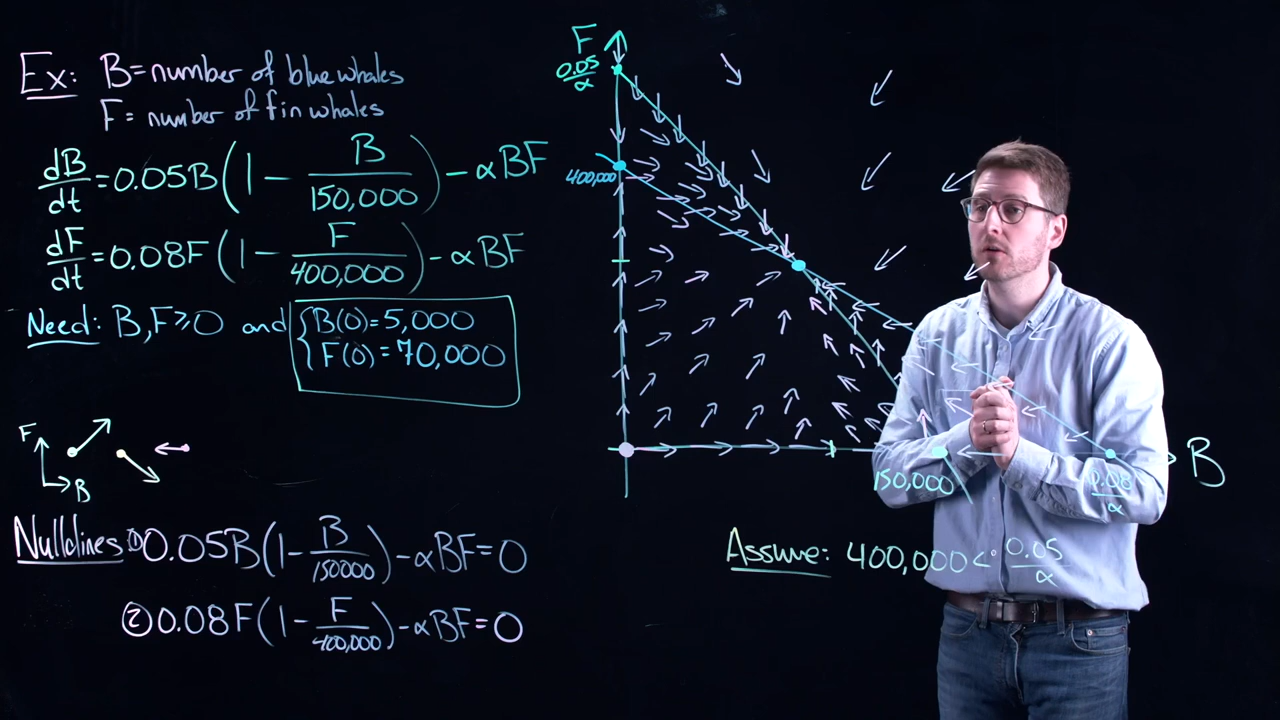 Ex: B = number of blue whales
F = number of fin whales
dB/dt = 0.05B(1 - B/150,000) - αBF
dF/dt = 0.08F(1 - F/400,000) - αBF
Need: B, F ≥ 0 and { B(0) = 5,000
F(0) = 70,000
F
B
Nullclines: ① 0.05B(1 - B/150000) - αBF = 0
② 0.08F(1 - F/400,000) - αBF = 0
F
0.05/α
400,000
150,000
0.08/α
B
Assume: 400,000 < 0.05/α